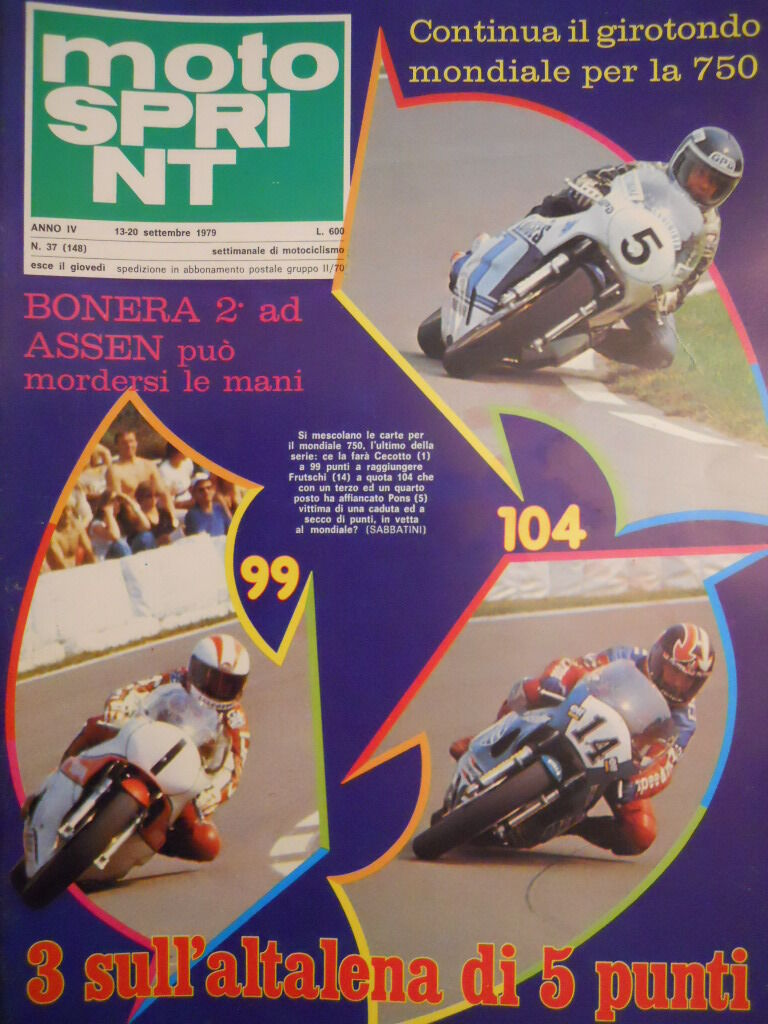 Continua il girotondo
mondiale per la 750
moto
SPRI
NT
ANNO IV 13-20 settembre 1979 L. 600
N. 37 (148) settimanale di motociclismo
esce il giovedì spedizione in abbonamento postale gruppo II/70
BONERA 2° ad
ASSEN può
mordersi le mani
GPA
5
Si mescolano le carte per
il mondiale 750, l'ultimo della
serie: ce la farà Cecotto (1)
a 99 punti a raggiungere
Frutschi (14) a quota 104 che
con un terzo ed un quarto
posto ha affiancato Pons (5)
vittima di una caduta ed a
secco di punti, in vetta
al mondiale? (SABBATINI)
104
99
1
14
3 sull'altalena di 5 punti